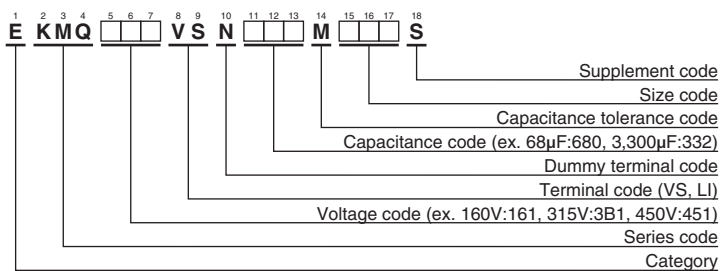 1 2 3 4 5 6 7 8 9 10 11 12 13 14 15 16 17 18
E KMQ VS N M S
Supplement code
Size code
Capacitance tolerance code
Capacitance code (ex. 68µF:680, 3,300µF:332)
Dummy terminal code
Terminal code (VS, LI)
Voltage code (ex. 160V:161, 315V:3B1, 450V:451)
Series code
Category